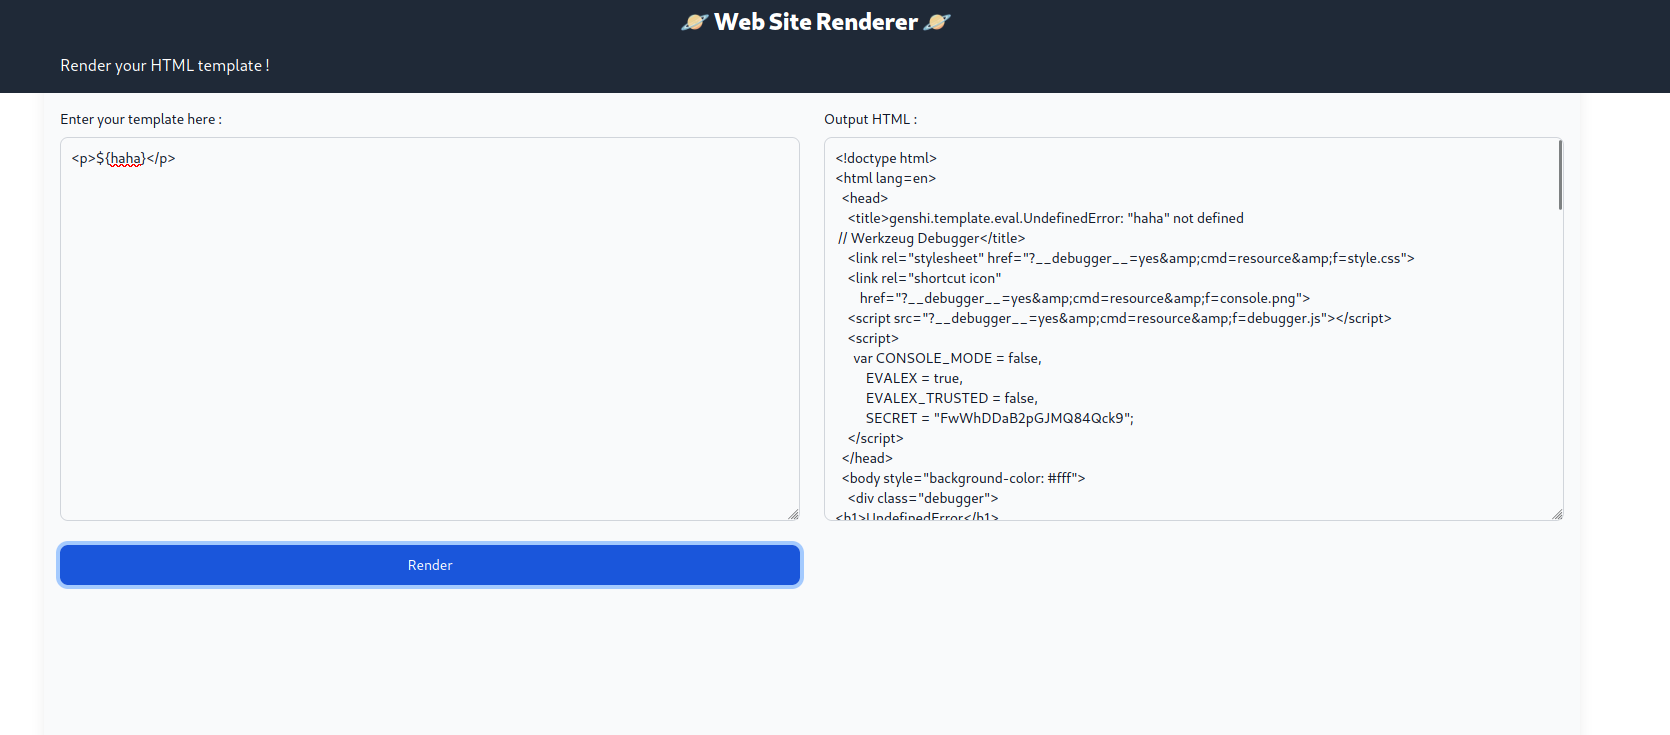 🪐 Web Site Renderer 🪐
Render your HTML template !
Enter your template here :
<p>${haha}</p>
Render
Output HTML :
<!doctype html>
<html lang=en>
<head>
<title>genshi.template.eval.UndefinedError: "haha" not defined
// Werkzeug Debugger</title>
<link rel="stylesheet" href="?__debugger__=yes&amp;cmd=resource&amp;f=style.css">
<link rel="shortcut icon"
href="?__debugger__=yes&amp;cmd=resource&amp;f=console.png">
<script src="?__debugger__=yes&amp;cmd=resource&amp;f=debugger.js"></script>
<script>
var CONSOLE_MODE = false,
EVALEX = true,
EVALEX_TRUSTED = false,
SECRET = "FwWhDDaB2pGJMQ84Qck9";
</script>
</head>
<body style="background-color: #fff">
<div class="debugger">
<h1>UndefinedError</h1>